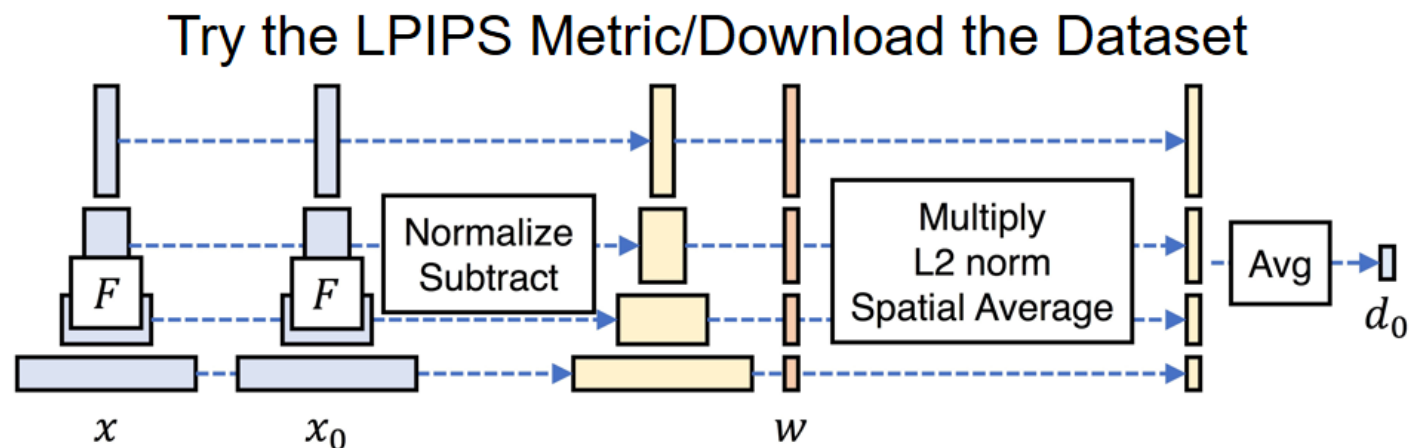 Try the LPIPS Metric/Download the Dataset
F
F
Normalize
Subtract
Multiply
L2 norm
Spatial Average
Avg
d₀
x
x₀
w